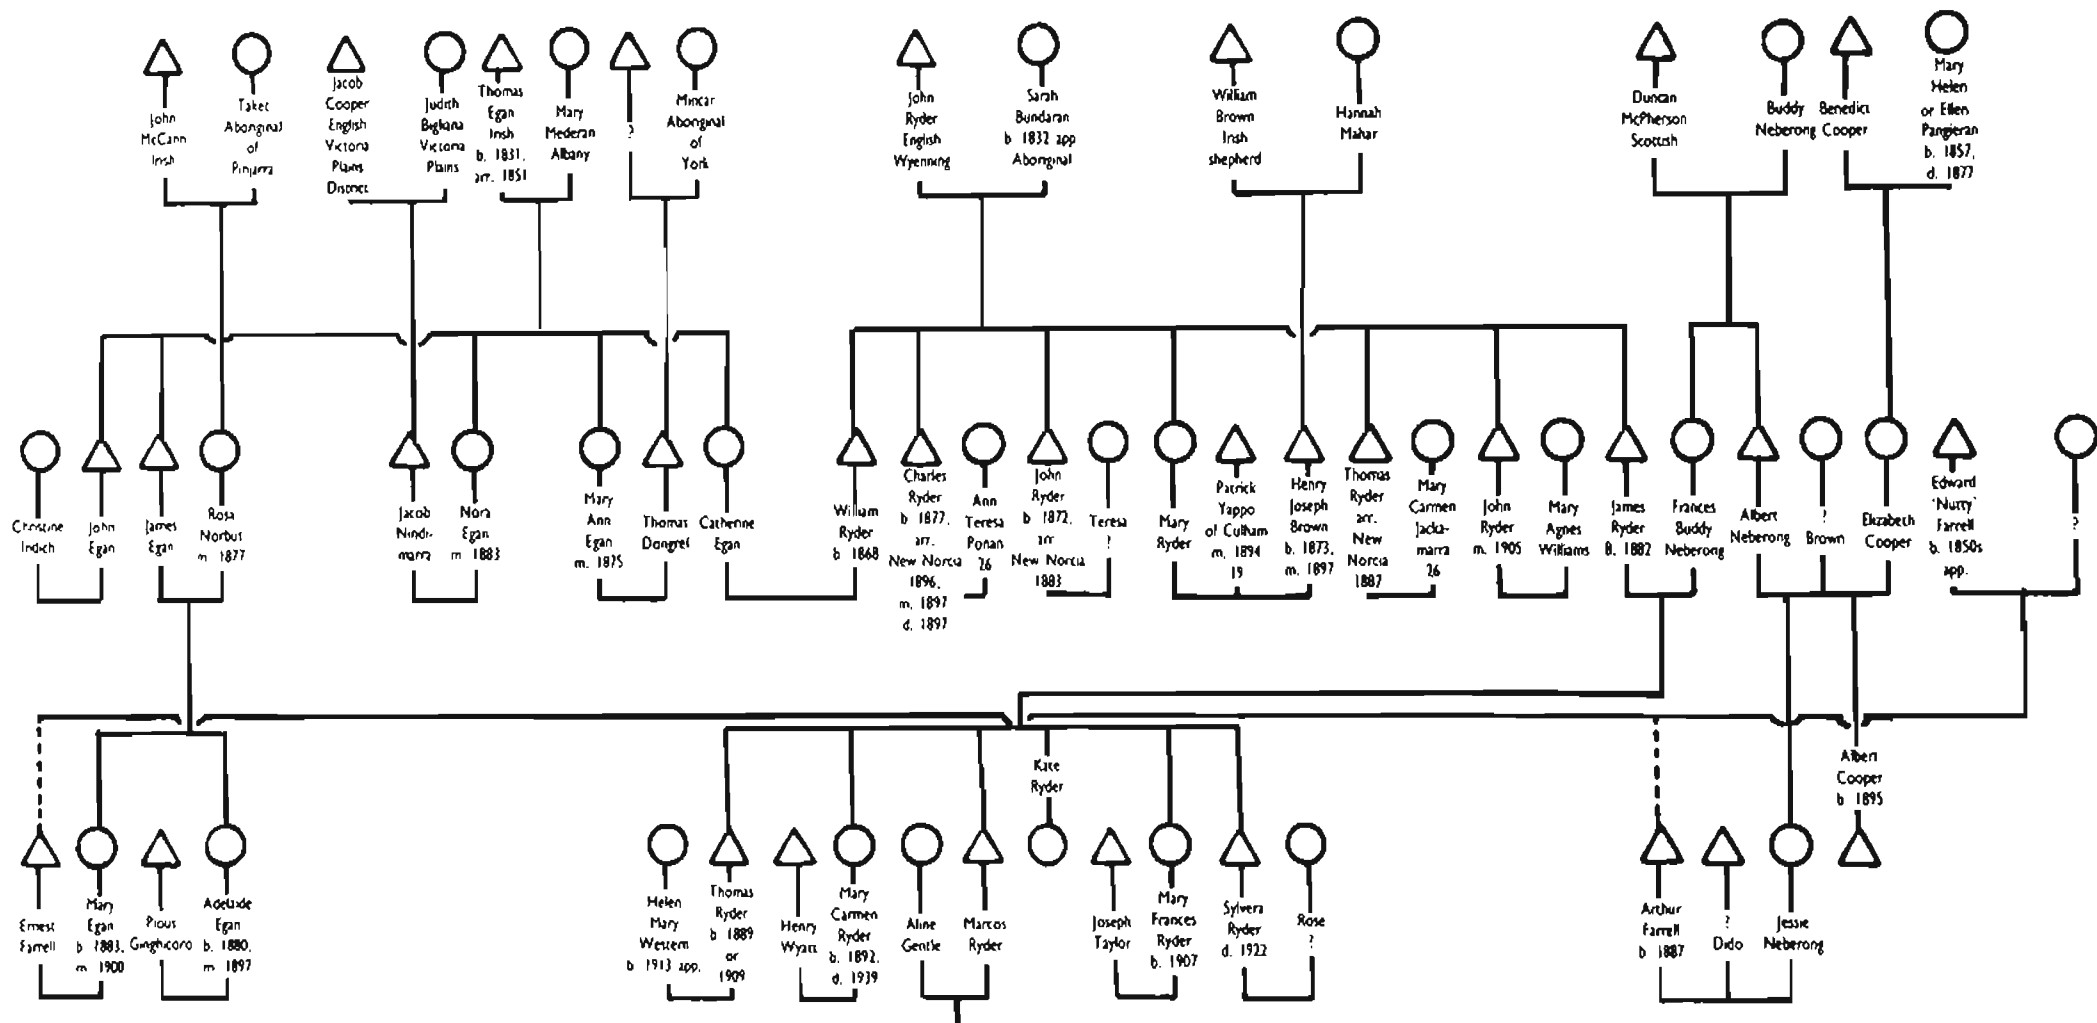 John
McCann
Irish
Taket
Aboriginal
of
Pinjarra
Jacob
Cooper
English
Victoria
Plains
District
Judith
Bigliana
Victoria
Plains
Thomas
Egan
Irish
b. 1831,
arr. 1851
Mary
Mederan
Albany
?
Mincar
Aboriginal
of
York
John
Ryder
English
Wyenning
Sarah
Bundaran
b 1832 app
Aboriginal
William
Brown
Irish
shepherd
Hannah
Mahar
Duncan
McPherson
Scottish
Buddy
Neberong
Benedict
Cooper
Mary
Helen
or Ellen
Pangieran
b. 1857,
d. 1877
Christine
Indich
John
Egan
James
Egan
Rosa
Norbut
m. 1877
Jacob
Nindi-
marra
Nora
Egan
m. 1883
Mary
Ann
Egan
m. 1875
Thomas
Dongref
Catherine
Egan
William
Ryder
b 1868
Charles
Ryder
b 1877,
arr.
New Norcia
1896,
m. 1897
d. 1897
Ann
Teresa
Ponan
26
John
Ryder
b 1872,
arr
New Norcia
1883
Teresa
?
Mary
Ryder
Patrick
Yappo
of Culham
m. 1894
19
Henry
Joseph
Brown
b. 1873,
m. 1897
Thomas
Ryder
arr.
New
Norcia
1887
Mary
Carmen
Jacka-
marra
26
John
Ryder
m. 1905
Mary
Agnes
Williams
James
Ryder
B. 1882
Frances
Buddy
Neberong
Albert
Neberong
?
Brown
Elizabeth
Cooper
Edward
'Nutty'
Farrell
b. 1850s
app.
?
Kate
Ryder
Albert
Cooper
b 1895
Ernest
Farrell
Mary
Egan
b 1883,
m 1900
Pious
Ginghicoro
Adelaide
Egan
b. 1880,
m 1897
Helen
Mary
Western
b 1913 app.
Thomas
Ryder
b 1889
or
1909
Henry
Wyatt
Mary
Carmen
Ryder
b. 1892,
d. 1939
Aline
Gentle
Marcos
Ryder
Joseph
Taylor
Mary
Frances
Ryder
b. 1907
Sylvera
Ryder
d. 1922
Rose
?
Arthur
Farrell
b 1887
?
Dido
Jessie
Neberong